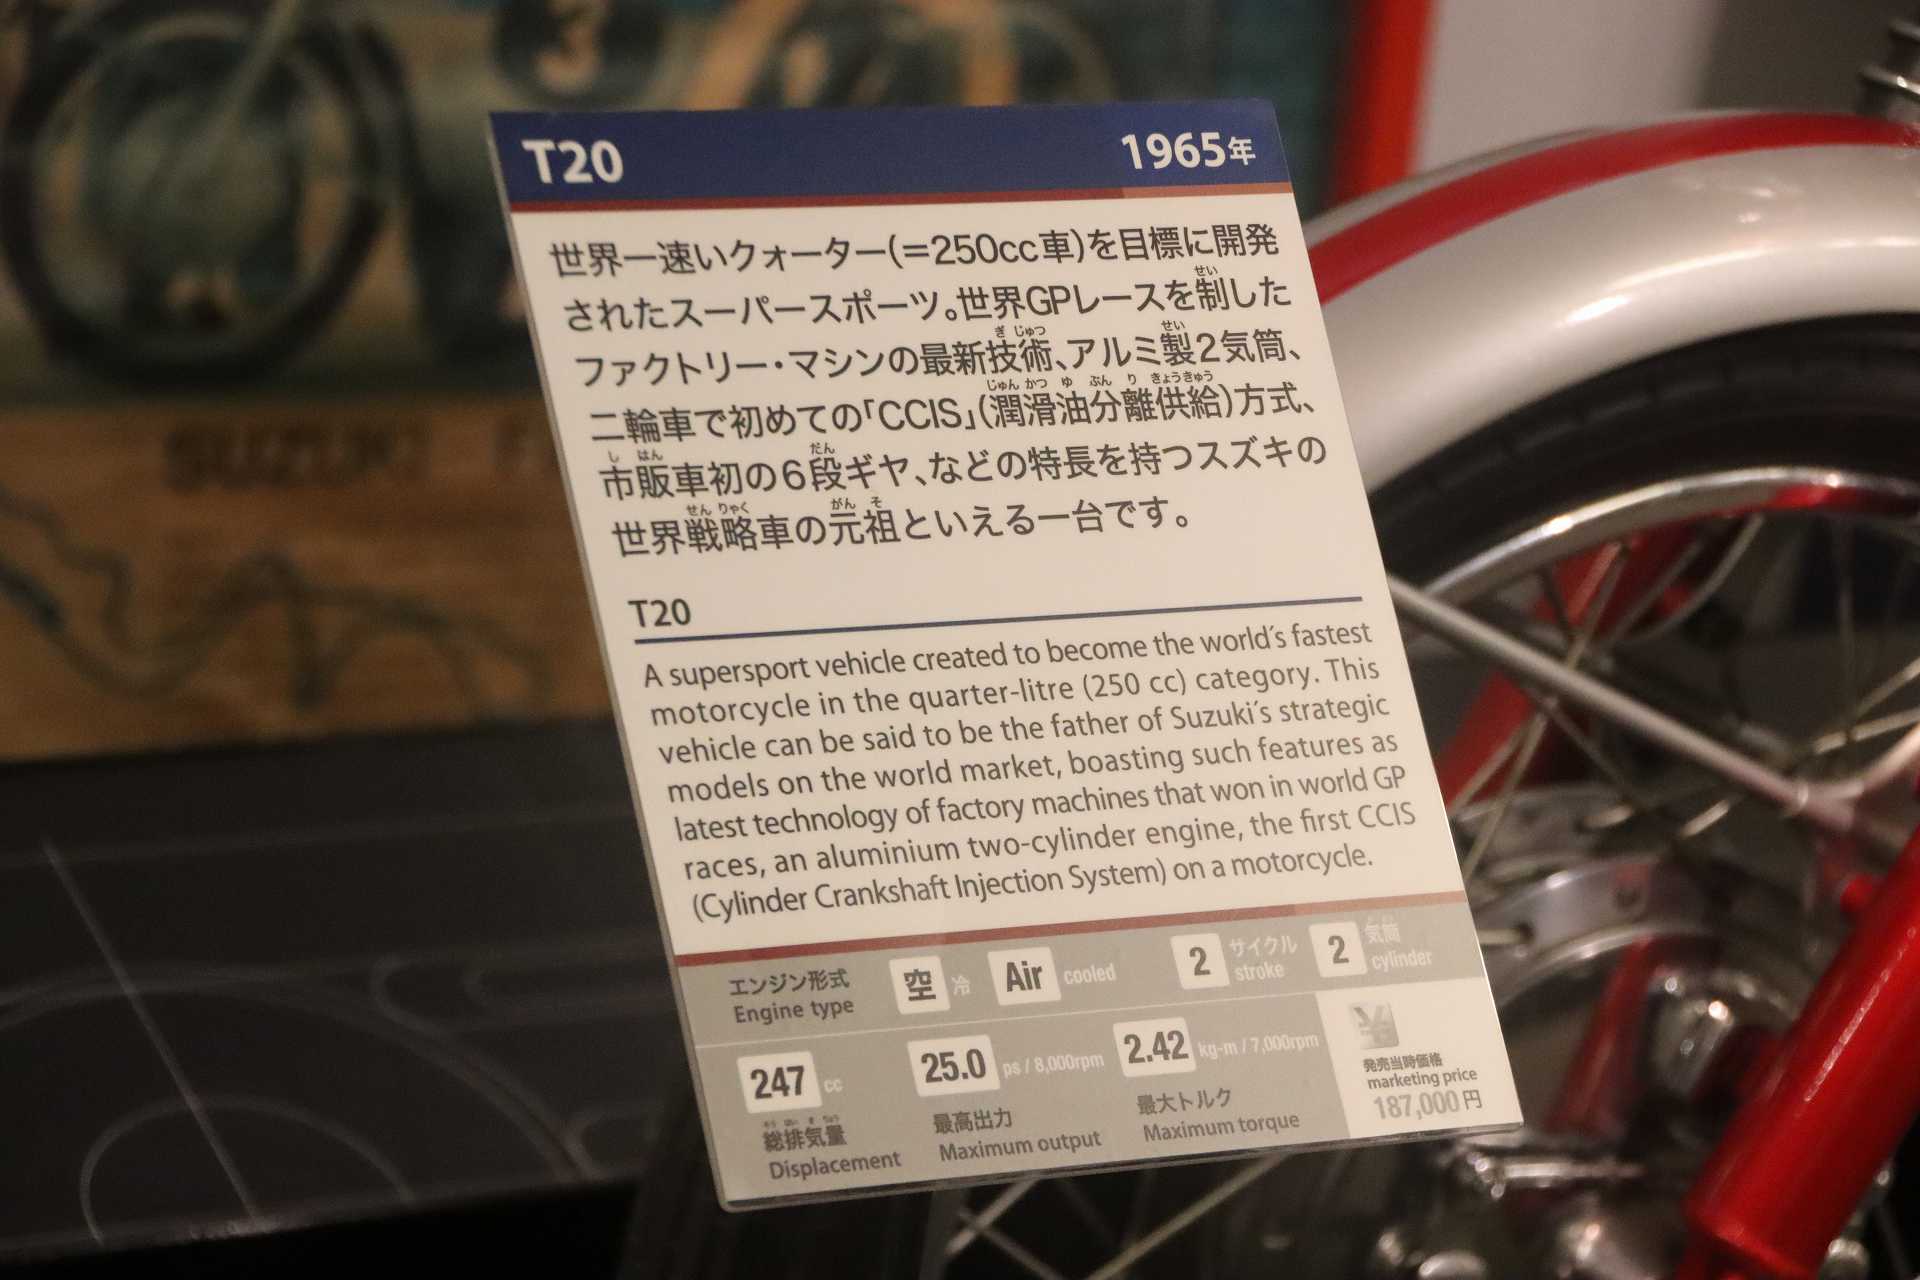 T20 1965年
世界一速いクォーター(=250cc車)を目標に開発
されたスーパースポーツ。世界GPレースを制した
ファクトリー・マシンの最新技術、アルミ製2気筒、
二輪車で初めての「CCIS」(潤滑油分離供給)方式、
市販車初の6段ギヤ、などの特長を持つスズキの
世界戦略車の元祖といえる一台です。
T20
A supersport vehicle created to become the world´s fastest
motorcycle in the quarter-litre (250 cc) category. This
vehicle can be said to be the father of Suzuki´s strategic
models on the world market, boasting such features as
latest technology of factory machines that won in world GP
races, an aluminium two-cylinder engine, the first CCIS
(Cylinder Crankshaft Injection System) on a motorcycle.
エンジン形式 空冷 Air cooled 2 サイクル 2 気筒
Engine type stroke cylinder
247 cc 25.0 ps / 8,000rpm 2.42 kg-m / 7,000rpm
総排気量 最高出力 最大トルク
Displacement Maximum output Maximum torque
¥
発売当時価格
marketing price
187,000円
3
SUZUKI